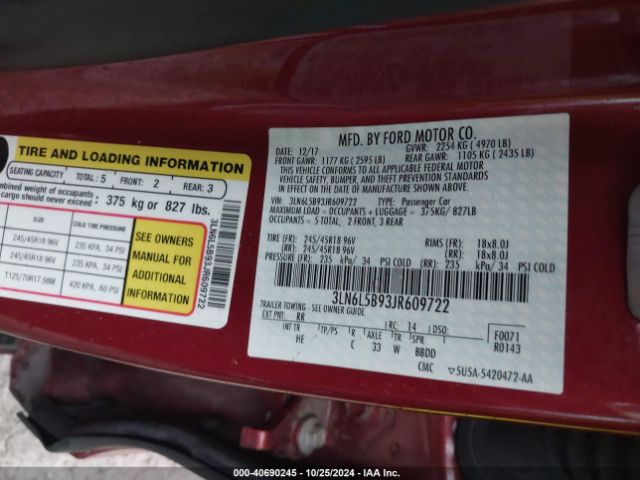 TIRE AND LOADING INFORMATION
SEATING CAPACITY TOTAL: 5 FRONT: 2 REAR: 3
mbined weight of occupants
cargo should never exceed: 375 kg or 827 lbs.
SIZE COLD TIRE PRESSURE
245/45R18 96V 235 KPA, 34 PSI
245/45R18 96V 235 KPA, 34 PSI
T125/70R17 98M 420 KPA, 60 PSI
SEE OWNERS
MANUAL FOR
ADDITIONAL
INFORMATION
3LN6L5B93JR609722
MFD. BY FORD MOTOR CO.
DATE: 12/17 GVWR: 2254 KG ( 4970 LB)
FRONT GAWR: 1177 KG ( 2595 LB) REAR GAWR: 1105 KG ( 2435 LB)
THIS VEHICLE CONFORMS TO ALL APPLICABLE FEDERAL MOTOR
VEHICLE SAFETY, BUMPER, AND THEFT PREVENTION STANDARDS IN
EFFECT ON THE DATE OF MANUFACTURE SHOWN ABOVE.
VIN: 3LN6L5B93JR609722 TYPE: Passenger Car
MAXIMUM LOAD = OCCUPANTS + LUGGAGE = 375KG/827LB
OCCUPANTS = 5 TOTAL, 2 FRONT, 3 REAR
TIRE (FR): 245/45R18 96V RIMS (FR): 18x8.0J
(RR): 245/45R18 96V (RR): 18x8.0J
PRESSURE (FR): 235 kPa/ 34 PSI COLD (RR) 235 kPa/ 34 PSI COLD
3LN6L5B93JR609722
TRAILER TOWING - SEE OWNER GUIDE
EXT PNT: RR RC: 14 DSO: F0071
INT TR TP/PS R AXLE TR SPR R0143
HE C 33 W BBDD
CMC 5U5A-5420472-AA
000-40690245 - 10/25/2024 - IAA Inc.